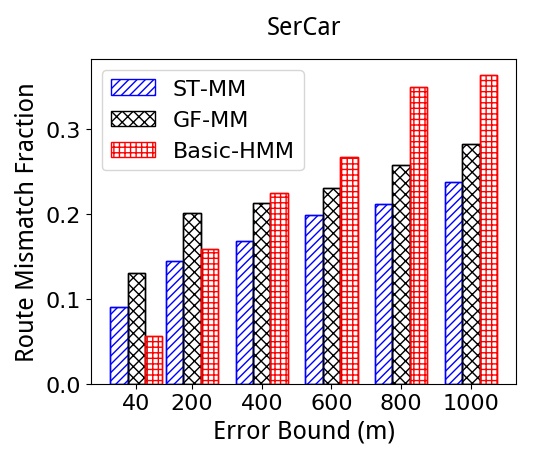 SerCar
ST-MM
GF-MM
Basic-HMM
Route Mismatch Fraction
0.3
0.2
0.1
0.0
40 200 400 600 800 1000
Error Bound (m)